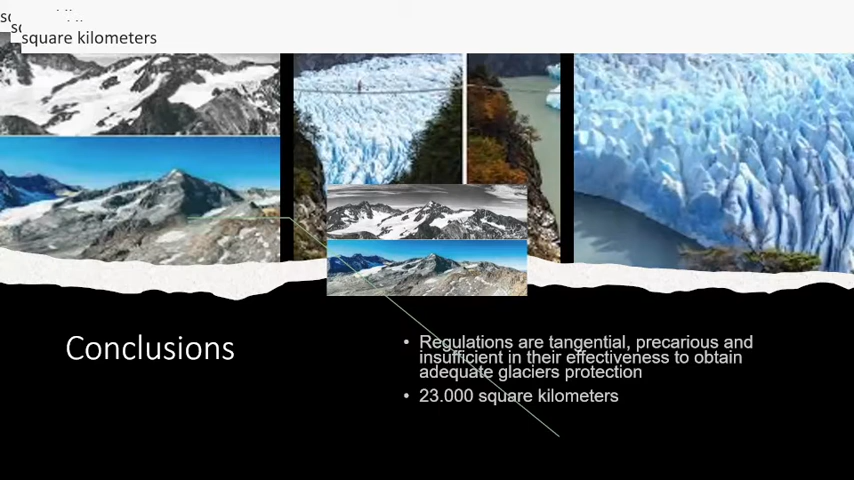 square kilometers
Conclusions
• Regulations are tangential, precarious and
insufficient in their effectiveness to obtain
adequate glaciers protection
• 23.000 square kilometers